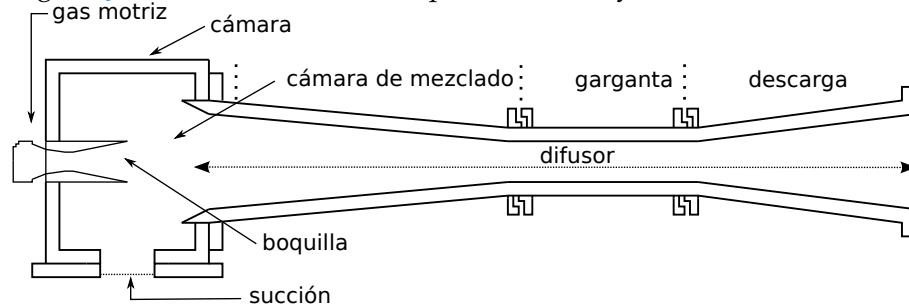 gas motriz
cámara
cámara de mezclado
garganta
descarga
difusor
boquilla
succión